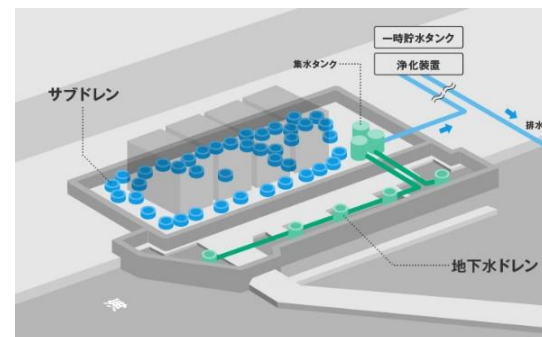 一時貯水タンク
集水タンク
浄化装置
サブドレン
排水
地下水ドレン
海